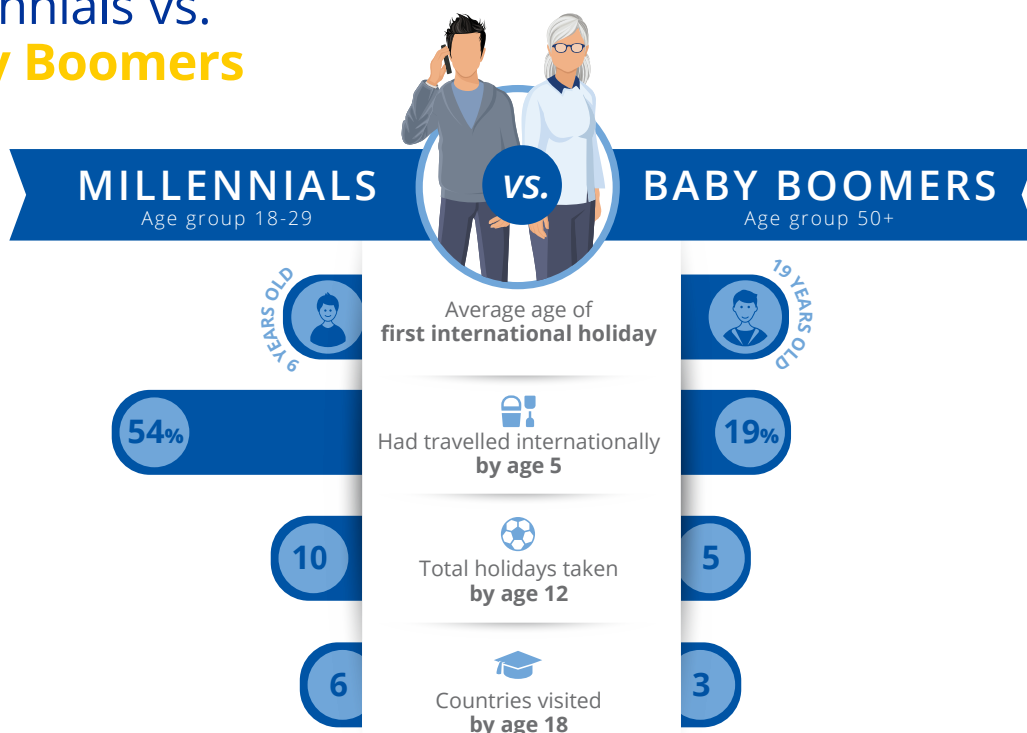 vs.
Boomers
VS.
MILLENNIALS
Age group 18-29
BABY BOOMERS
Age group 50+
9 YEARS OLD
Average age of
first international holiday
19 YEARS OLD
54%
Had travelled internationally
by age 5
19%
10
Total holidays taken
by age 12
5
6
Countries visited
by age 18
3